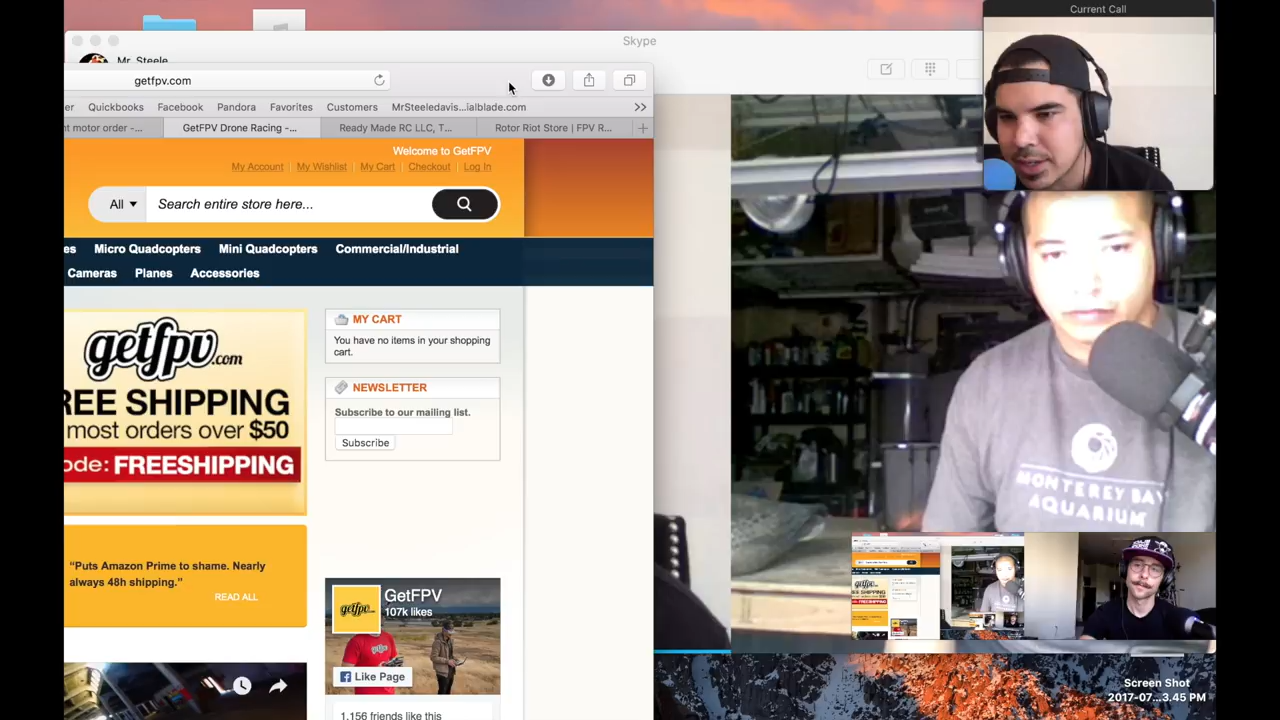 Current Call
Skype
Mr. Steele
getfpv.com
er Quickbooks Facebook Pandora Favorites Customers MrSteeledavis...ialblade.com >>
nt motor order -... GetFPV Drone Racing -... Ready Made RC LLC, T... Rotor Riot Store | FPV R... +
Welcome to GetFPV
My Account My Wishlist My Cart Checkout Log In
All Search entire store here...
es Micro Quadcopters Mini Quadcopters Commercial/Industrial
Cameras Planes Accessories
getfpv.com
REE SHIPPING
most orders over $50
ode: FREESHIPPING
MY CART
You have no items in your shopping
cart.
NEWSLETTER
Subscribe to our mailing list.
Subscribe
“Puts Amazon Prime to shame. Nearly
always 48h shipping.”
READ ALL
getfpv
GetFPV
107k likes
Like Page
1,156 friends like this
MONTEREY BAY
AQUARIUM
Screen Shot
2017-07...3.45 PM